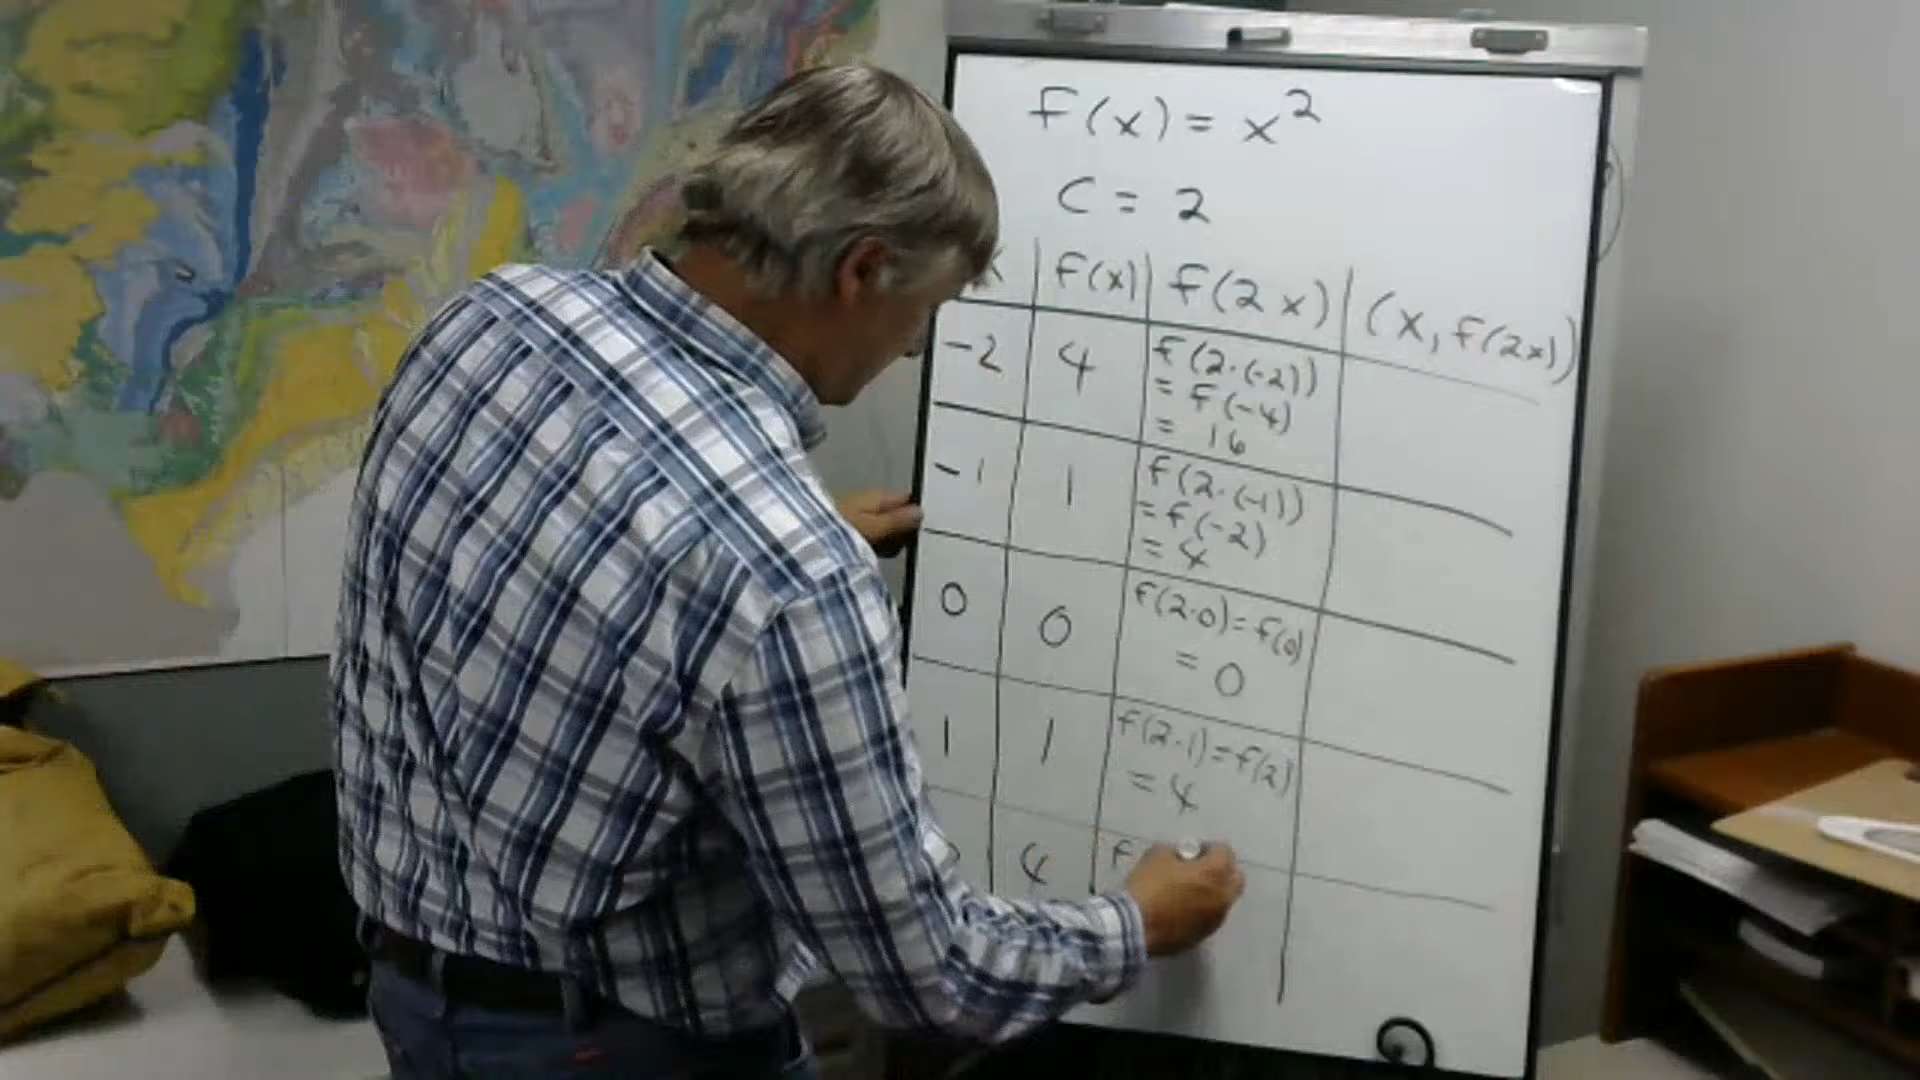 f(x) = x²
C = 2
f(x) f(2x) (x, f(2x))
-2 4 f(2·(-2))
= f(-4)
= 16
-1 1 f(2·(-1))
= f(-2)
= 4
0 0 f(2·0) = f(0)
= 0
1 1 f(2·1) = f(2)
= 4
4 f